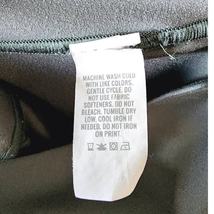 MACHINE WASH COLD
WITH LIKE COLORS,
GENTLE CYCLE. DO
NOT USE FABRIC
SOFTENERS. DO NOT
BLEACH. TUMBLE DRY
LOW. COOL IRON IF
NEEDED. DO NOT IRON
ON PRINT.